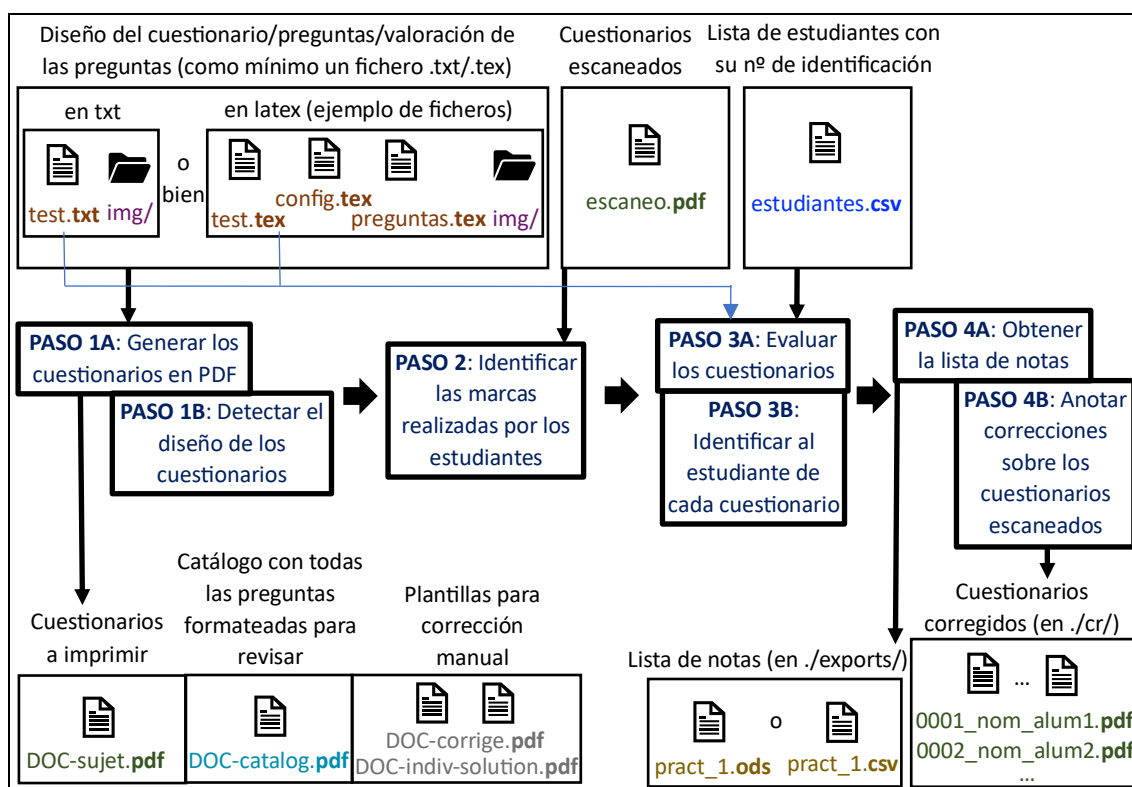 Diseño del cuestionario/preguntas/valoración de
las preguntas (como mínimo un fichero .txt/.tex)
Cuestionarios
escaneados
Lista de estudiantes con
su nº de identificación
en txt
test.txt img/
o
bien
en latex (ejemplo de ficheros)
config.tex
test.tex
preguntas.tex img/
escaneo.pdf
estudiantes.csv
PASO 1A: Generar los
cuestionarios en PDF
PASO 1B: Detectar el
diseño de los
cuestionarios
PASO 2: Identificar
las marcas
realizadas por los
estudiantes
PASO 3A: Evaluar
los cuestionarios
PASO 3B:
Identificar al
estudiante de
cada cuestionario
PASO 4A: Obtener
la lista de notas
PASO 4B: Anotar
correcciones
sobre los
cuestionarios
escaneados
Cuestionarios
a imprimir
DOC-sujet.pdf
Catálogo con todas
las preguntas
formateadas para
revisar
DOC-catalog.pdf
Plantillas para
corrección
manual
DOC-corrige.pdf
DOC-indiv-solution.pdf
Lista de notas (en ./exports/)
o
pract_1.ods
pract_1.csv
Cuestionarios
corregidos (en ./cr/)
...
0001_nom_alum1.pdf
0002_nom_alum2.pdf
...